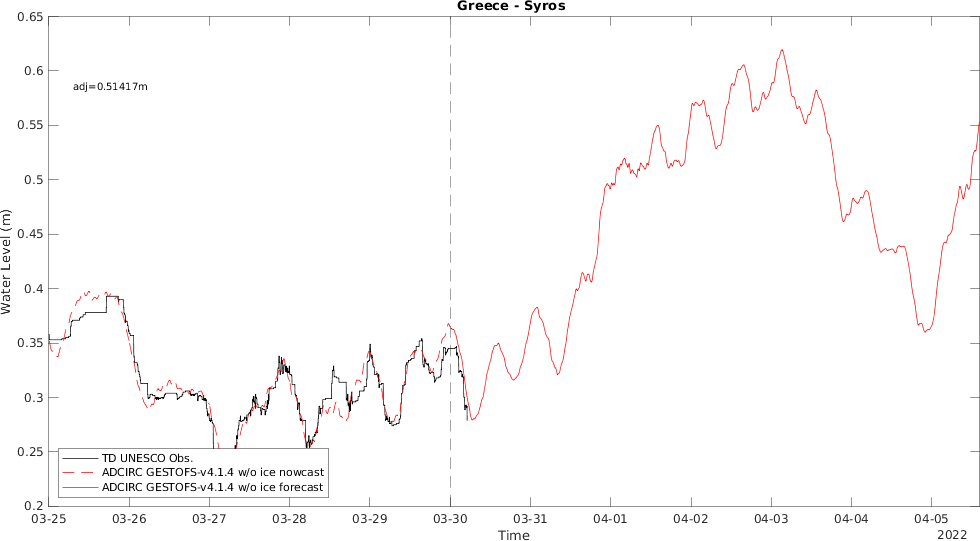 Greece - Syros
0.65
0.6
0.55
0.5
0.45
0.4
0.35
0.3
0.25
0.2
Water Level (m)
adj=0.51417m
TD UNESCO Obs.
ADCIRC GESTOFS-v4.1.4 w/o ice nowcast
ADCIRC GESTOFS-v4.1.4 w/o ice forecast
03-25 03-26 03-27 03-28 03-29 03-30 03-31 04-01 04-02 04-03 04-04 04-05
Time
2022